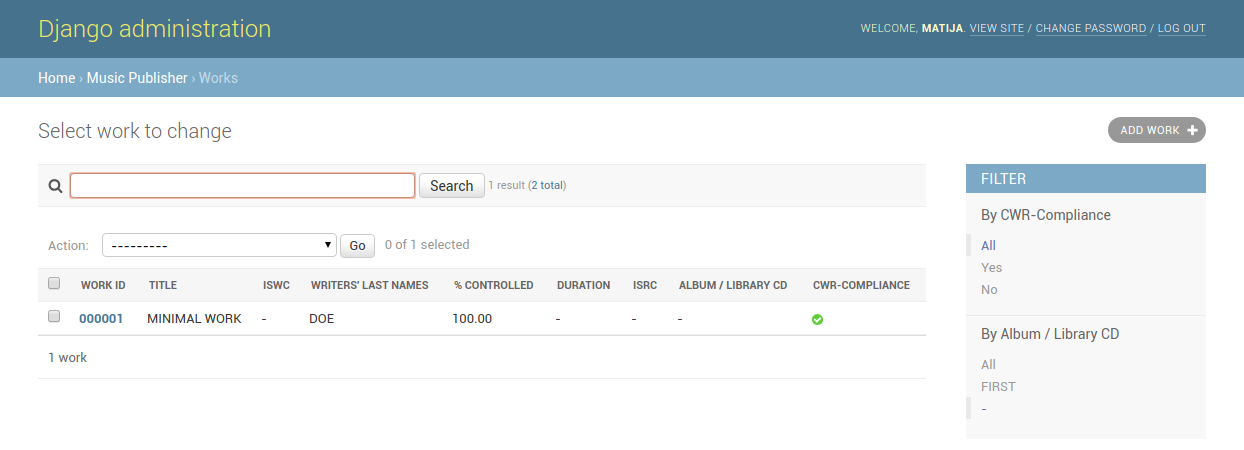 Django administration
WELCOME, MATIJA. VIEW SITE / CHANGE PASSWORD / LOG OUT
Home › Music Publisher › Works
Select work to change
ADD WORK +
Search 1 result (2 total)
Action: --------- Go 0 of 1 selected
WORK ID TITLE ISWC WRITERS' LAST NAMES % CONTROLLED DURATION ISRC ALBUM / LIBRARY CD CWR-COMPLIANCE
000001 MINIMAL WORK - DOE 100.00 - - -
1 work
FILTER
By CWR-Compliance
All
Yes
No
By Album / Library CD
All
FIRST
-